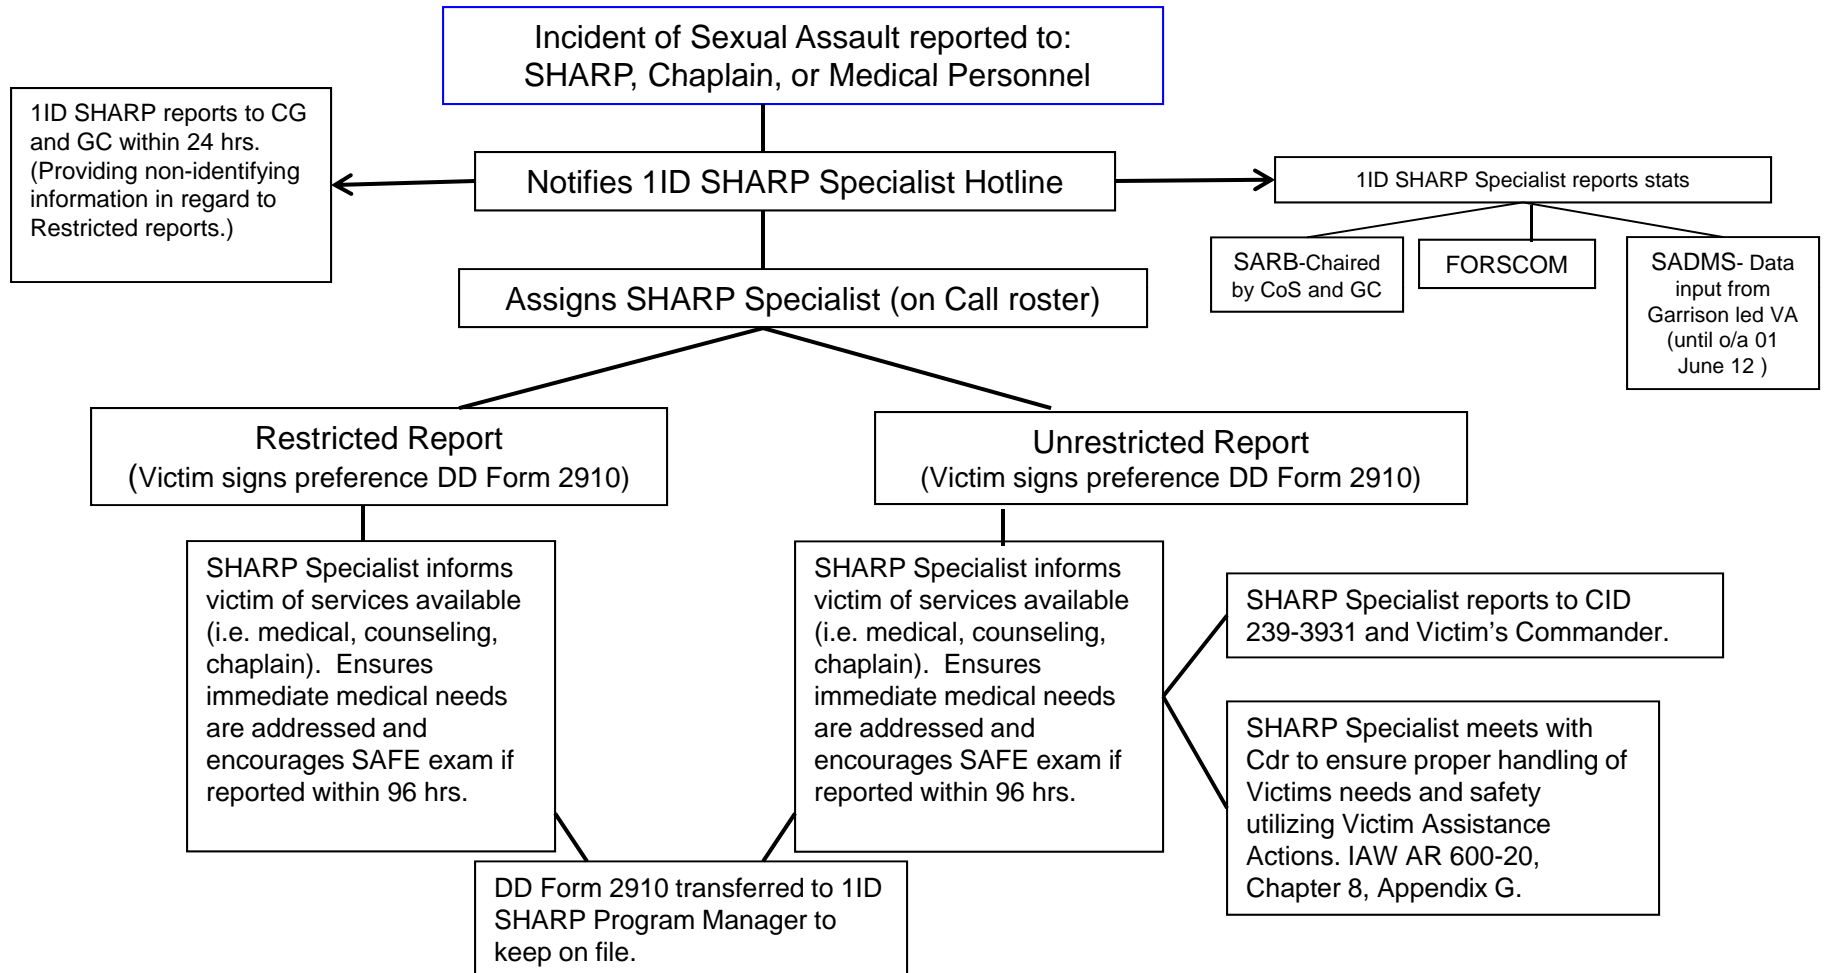 Incident of Sexual Assault reported to:
SHARP, Chaplain, or Medical Personnel
1ID SHARP reports to CG
and GC within 24 hrs.
(Providing non-identifying
information in regard to
Restricted reports.)
Notifies 1ID SHARP Specialist Hotline
1ID SHARP Specialist reports stats
SARB-Chaired
by CoS and GC
FORSCOM
SADMS- Data
input from
Garrison led VA
(until o/a 01
June 12 )
Assigns SHARP Specialist (on Call roster)
Restricted Report
(Victim signs preference DD Form 2910)
Unrestricted Report
(Victim signs preference DD Form 2910)
SHARP Specialist informs
victim of services available
(i.e. medical, counseling,
chaplain).  Ensures
immediate medical needs
are addressed and
encourages SAFE exam if
reported within 96 hrs.
SHARP Specialist informs
victim of services available
(i.e. medical, counseling,
chaplain).  Ensures
immediate medical needs
are addressed and
encourages SAFE exam if
reported within 96 hrs.
SHARP Specialist reports to CID
239-3931 and Victim's Commander.
SHARP Specialist meets with
Cdr to ensure proper handling of
Victims needs and safety
utilizing Victim Assistance
Actions. IAW AR 600-20,
Chapter 8, Appendix G.
DD Form 2910 transferred to 1ID
SHARP Program Manager to
keep on file.